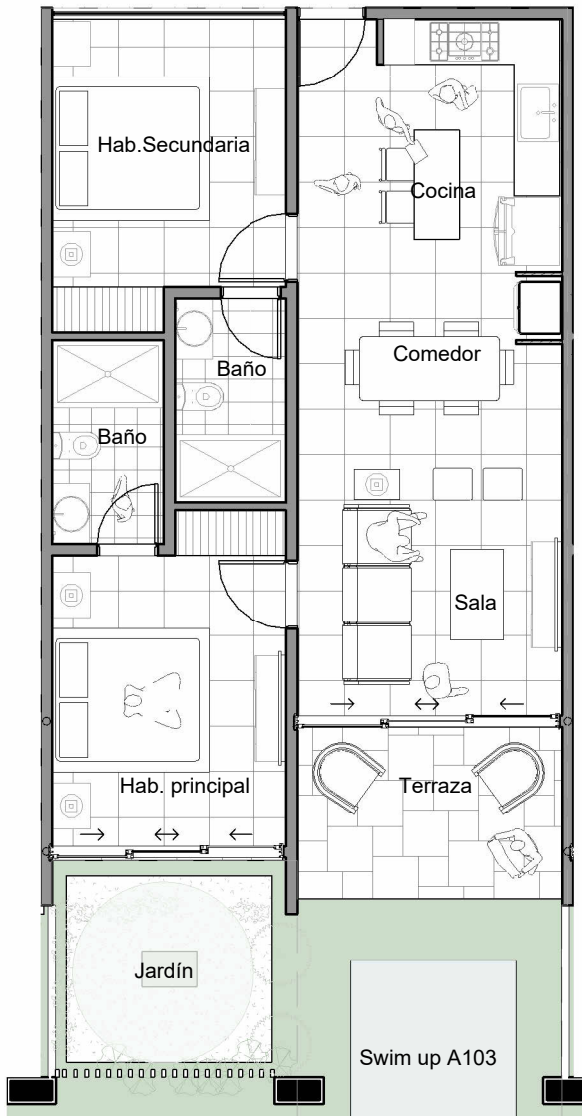 Hab.Secundaria
Cocina
Comedor
Baño
Baño
Sala
Hab. principal
Terraza
Jardín
Swim up A103